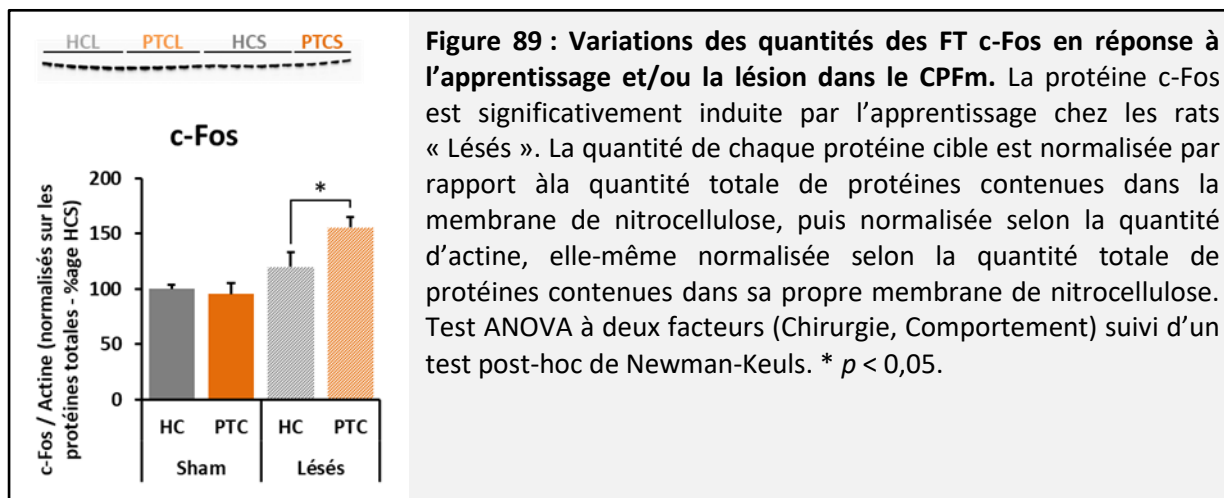 HCL PTCL HCS PTCS
c-Fos
c-Fos / Actine (normalisés sur les
protéines totales - %age HCS)
200
150
100
50
0
*
HC PTC HC PTC
Sham Lésés
Figure 89 : Variations des quantités des FT c-Fos en réponse à
l’apprentissage et/ou la lésion dans le CPFm. La protéine c-Fos
est significativement induite par l’apprentissage chez les rats
« Lésés ». La quantité de chaque protéine cible est normalisée par
rapport àla quantité totale de protéines contenues dans la
membrane de nitrocellulose, puis normalisée selon la quantité
d’actine, elle-même normalisée selon la quantité totale de
protéines contenues dans sa propre membrane de nitrocellulose.
Test ANOVA à deux facteurs (Chirurgie, Comportement) suivi d’un
test post-hoc de Newman-Keuls. * p < 0,05.